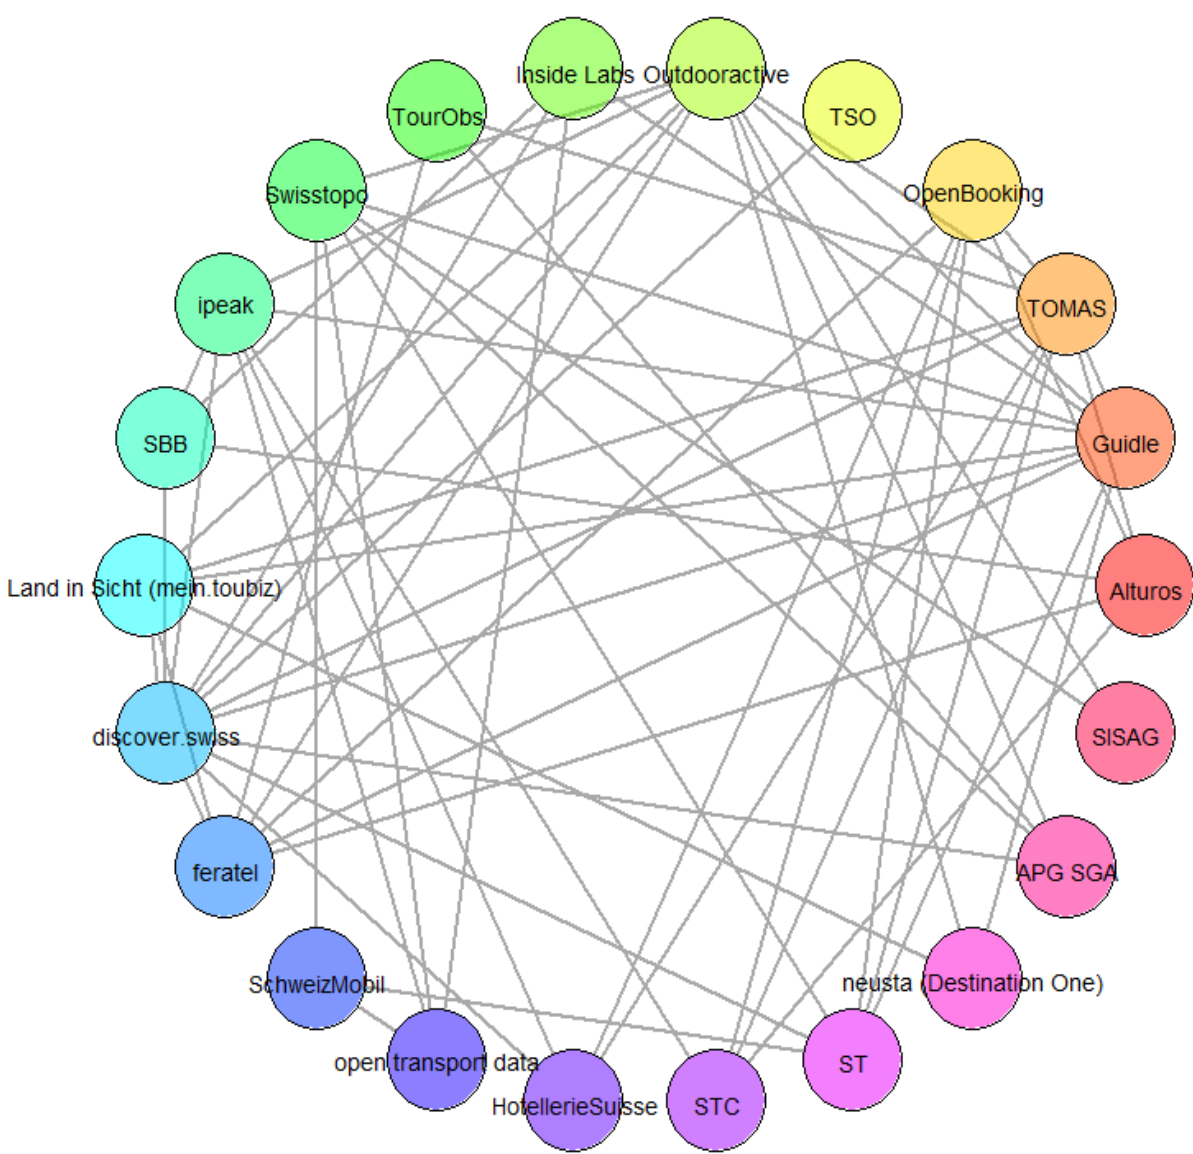 Inside Labs
Outdooractive
TourObs
TSO
Swisstopo
OpenBooking
ipeak
TOMAS
SBB
Guidle
Land in Sicht (mein.toubiz)
Alturos
discover.swiss
SISAG
feratel
APG SGA
SchweizMobil
neusta (Destination One)
open transport data
ST
HotellerieSuisse
STC